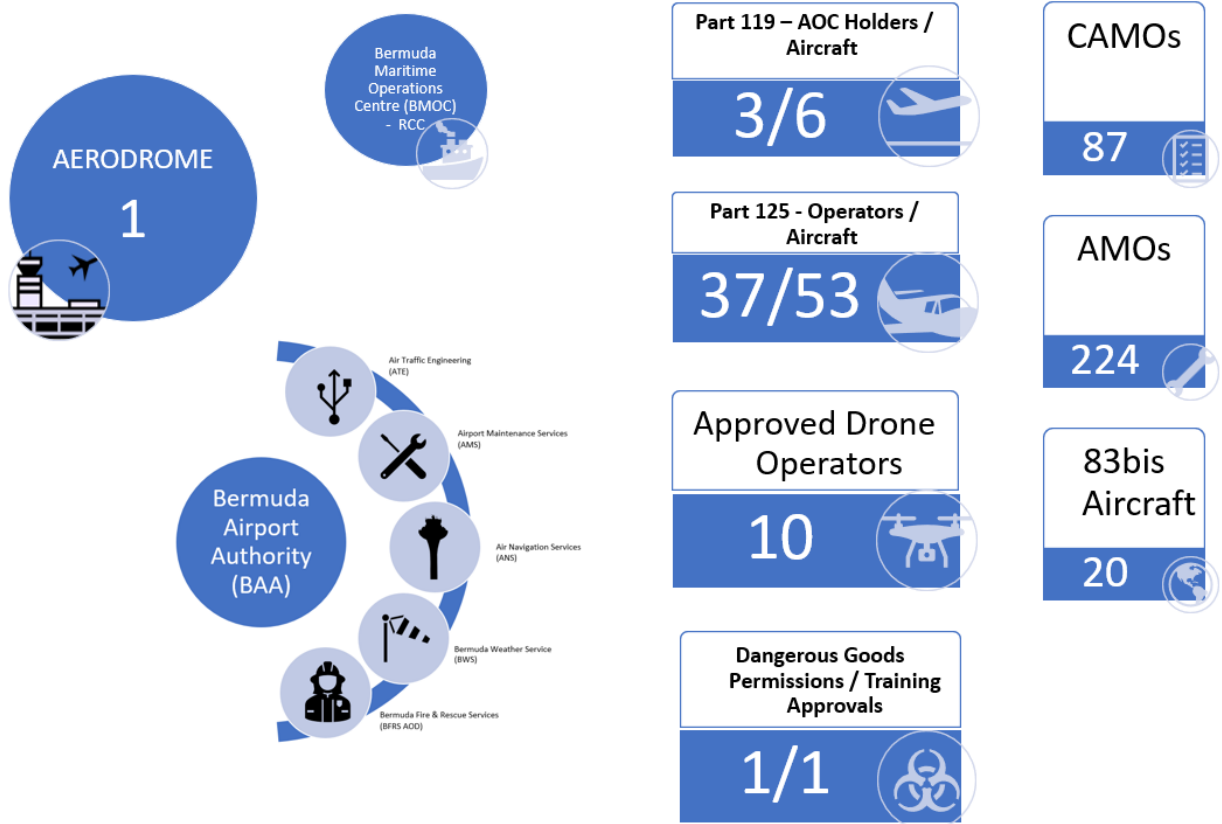 AERODROME
1
Bermuda
Maritime
Operations
Centre (BMOC)
- RCC
Bermuda
Airport
Authority
(BAA)
Air Traffic Engineering
(ATE)
Airport Maintenance Services
(AMS)
Air Navigation Services
(ANS)
Bermuda Weather Service
(BWS)
Bermuda Fire & Rescue Services
(BFRS AOD)
Part 119 – AOC Holders /
Aircraft
3/6
Part 125 - Operators /
Aircraft
37/53
Approved Drone
Operators
10
Dangerous Goods
Permissions / Training
Approvals
1/1
CAMOs
87
AMOs
224
83bis
Aircraft
20